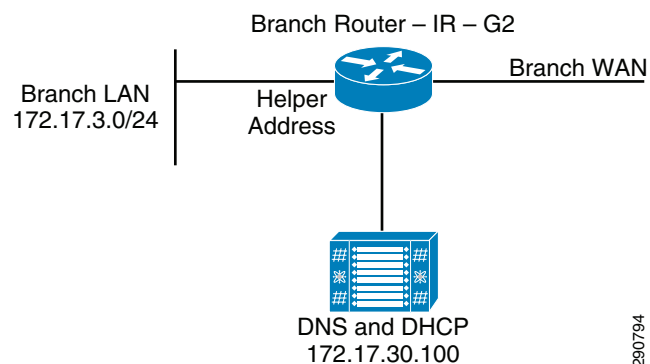 Branch Router – IR – G2
Branch WAN
Branch LAN
172.17.3.0/24
Helper
Address
DNS and DHCP
172.17.30.100
290794